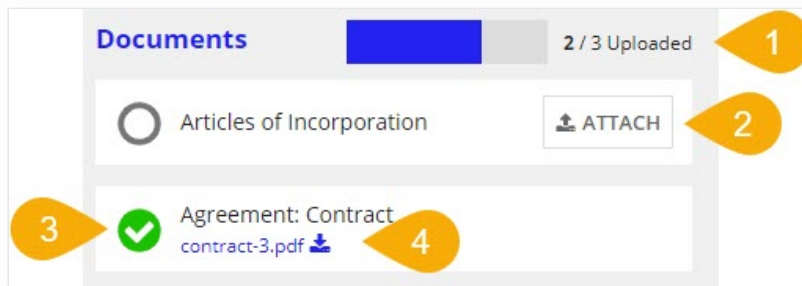 Documents 2 / 3 Uploaded 1
Articles of Incorporation ATTACH 2
Agreement: Contract
3 contract-3.pdf 4